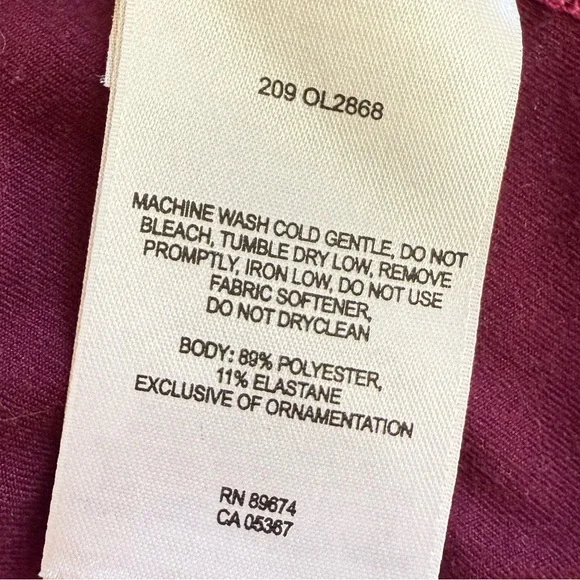 209 OL2868
MACHINE WASH COLD GENTLE, DO NOT
BLEACH, TUMBLE DRY LOW, REMOVE
PROMPTLY, IRON LOW, DO NOT USE
FABRIC SOFTENER,
DO NOT DRYCLEAN
BODY: 89% POLYESTER,
11% ELASTANE
EXCLUSIVE OF ORNAMENTATION
RN 89674
CA 05367